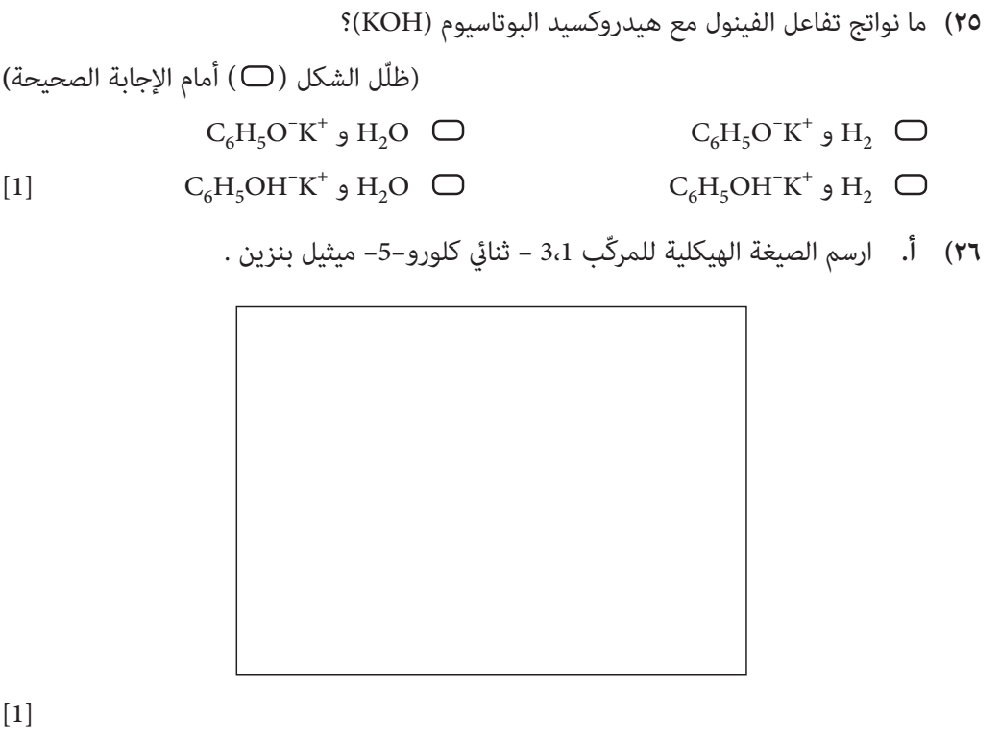 ٢٥) ما نواتج تفاعل الفينول مع هيدروكسيد البوتاسيوم (KOH)؟
(ظلّل الشكل (⬭) أمام الإجابة الصحيحة)
⬭ H₂ و C₆H₅O⁻K⁺ ⬭ H₂O و C₆H₅O⁻K⁺
⬭ H₂ و C₆H₅OH⁻K⁺ ⬭ H₂O و C₆H₅OH⁻K⁺ [1]
٢٦) أ. ارسم الصيغة الهيكلية للمركّب 3،1 – ثنائي كلورو–5– ميثيل بنزين .
[1]